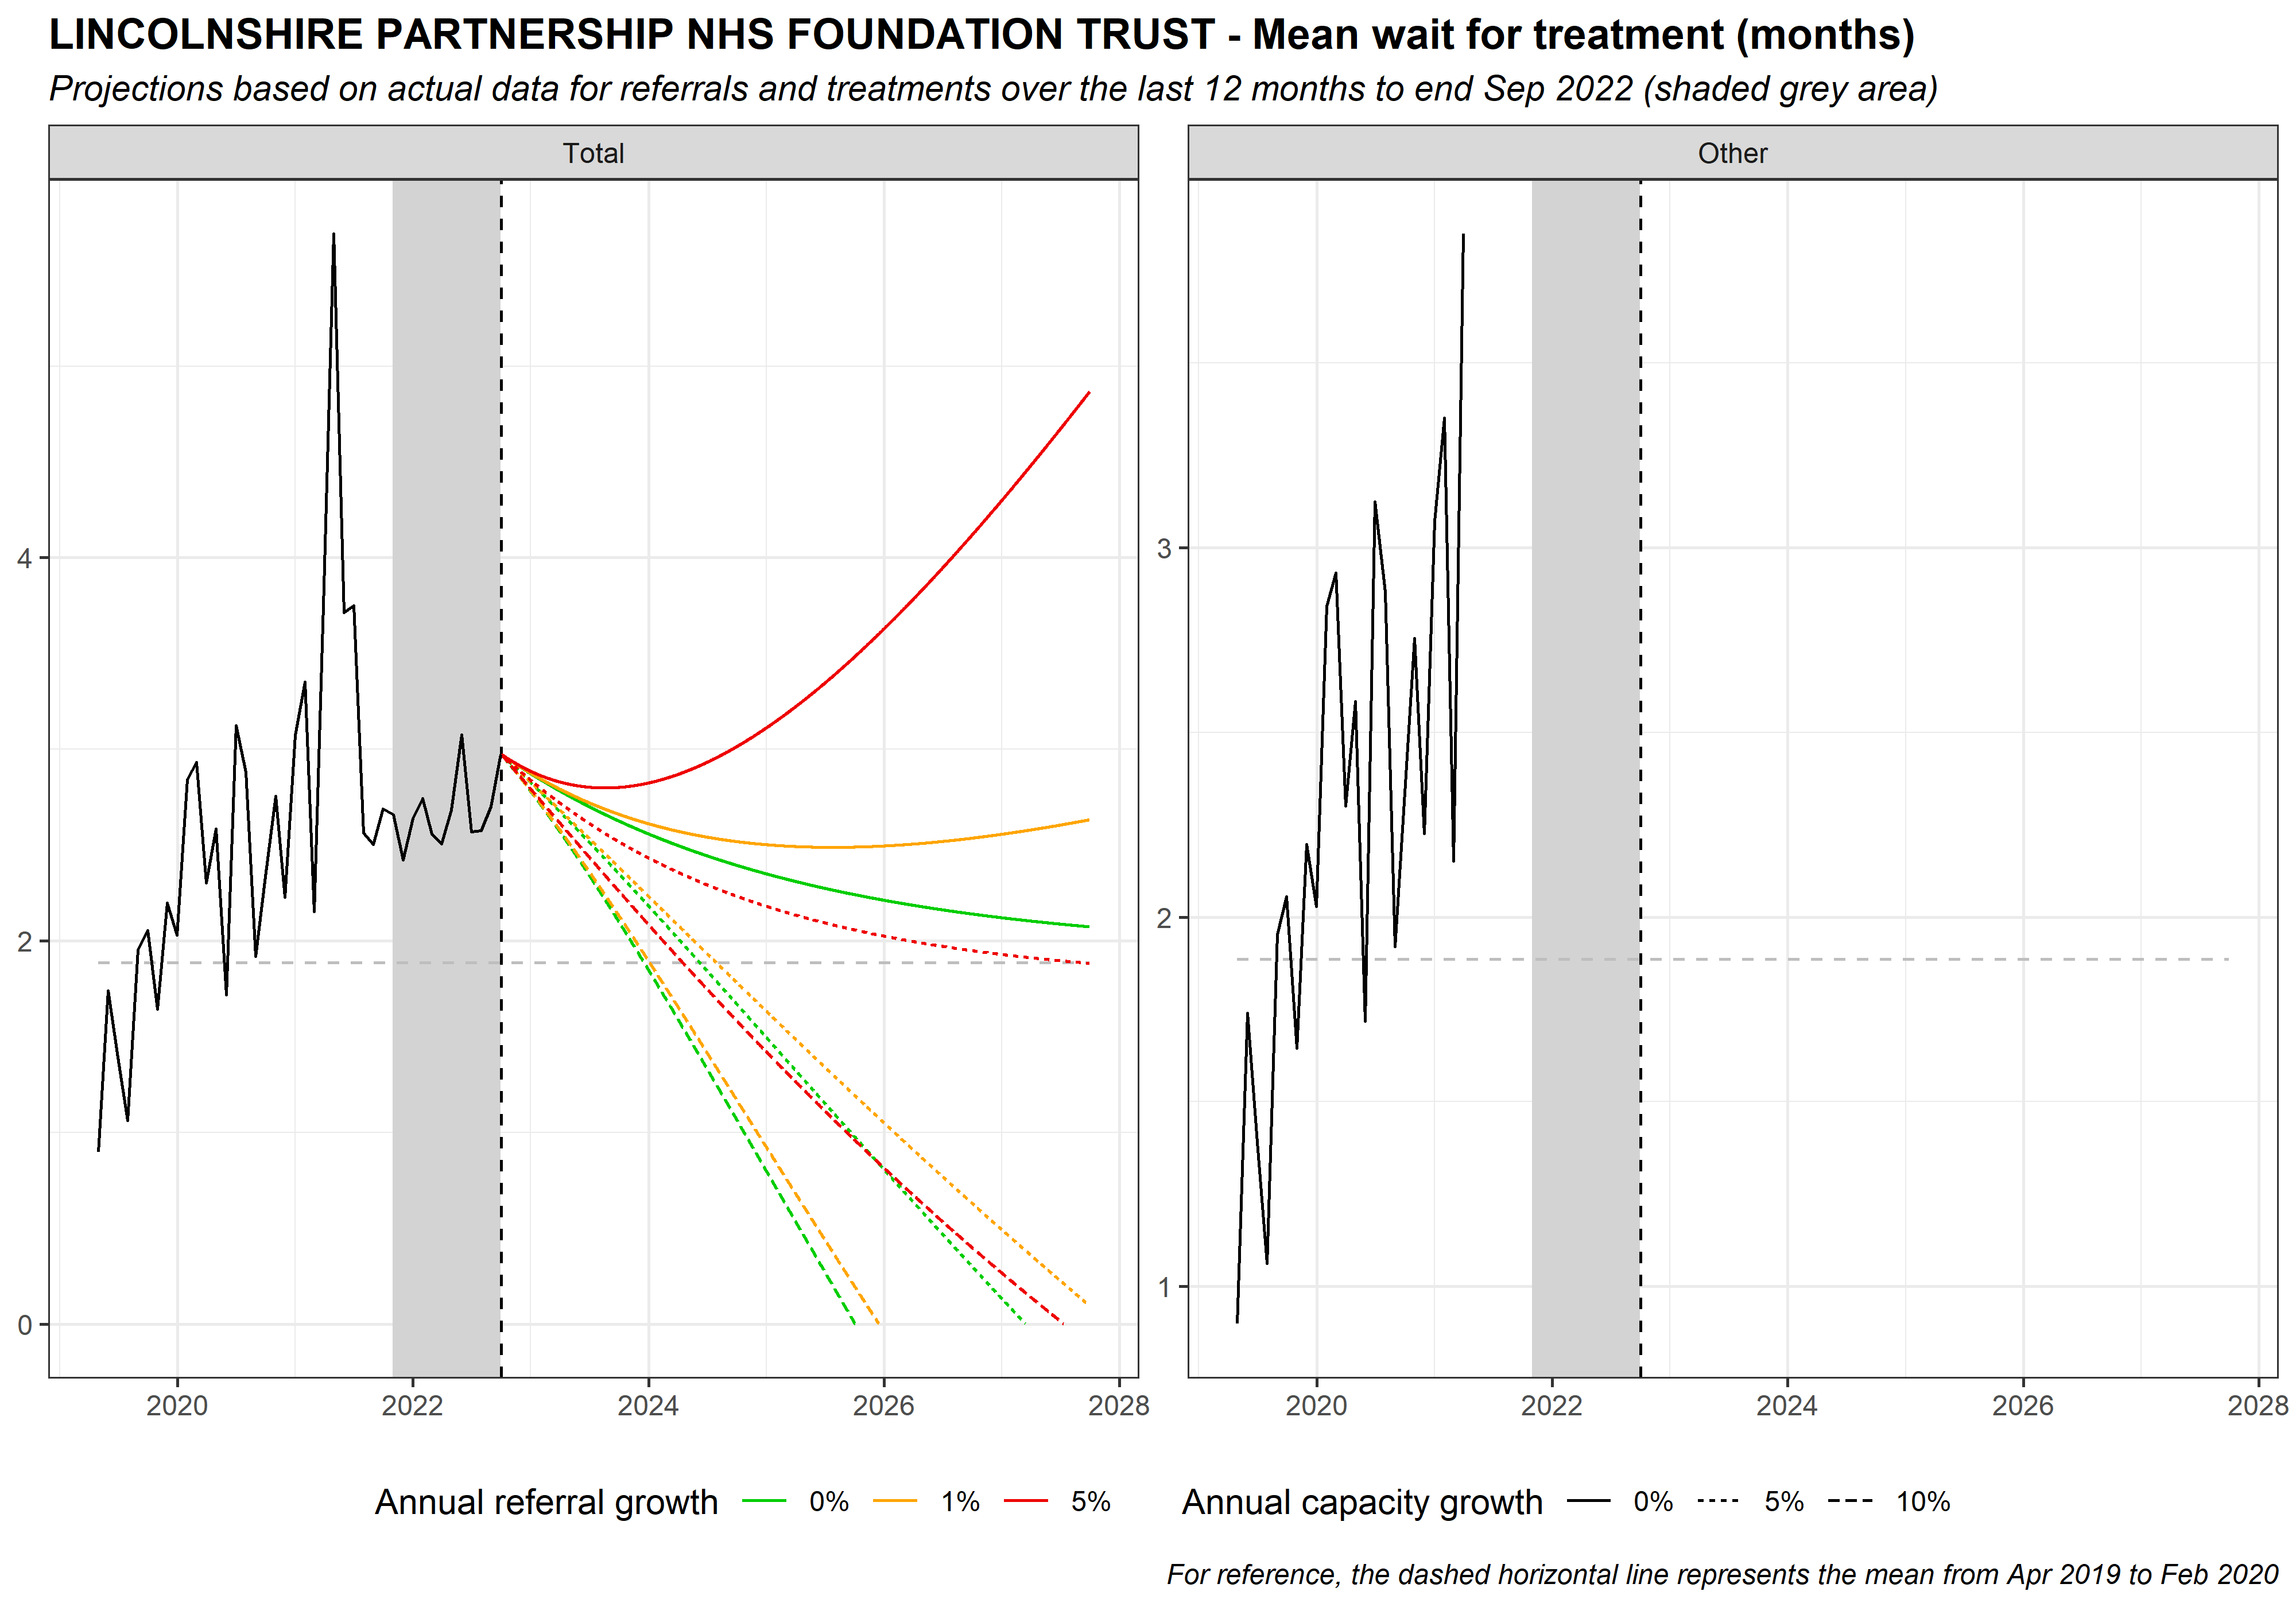 LINCOLNSHIRE PARTNERSHIP NHS FOUNDATION TRUST - Mean wait for treatment (months)
Projections based on actual data for referrals and treatments over the last 12 months to end Sep 2022 (shaded grey area)
Total
Other
4
2
0
3
2
1
2020 2022 2024 2026 2028
2020 2022 2024 2026 2028
Annual referral growth 0% 1% 5%
Annual capacity growth 0% 5% 10%
For reference, the dashed horizontal line represents the mean from Apr 2019 to Feb 2020